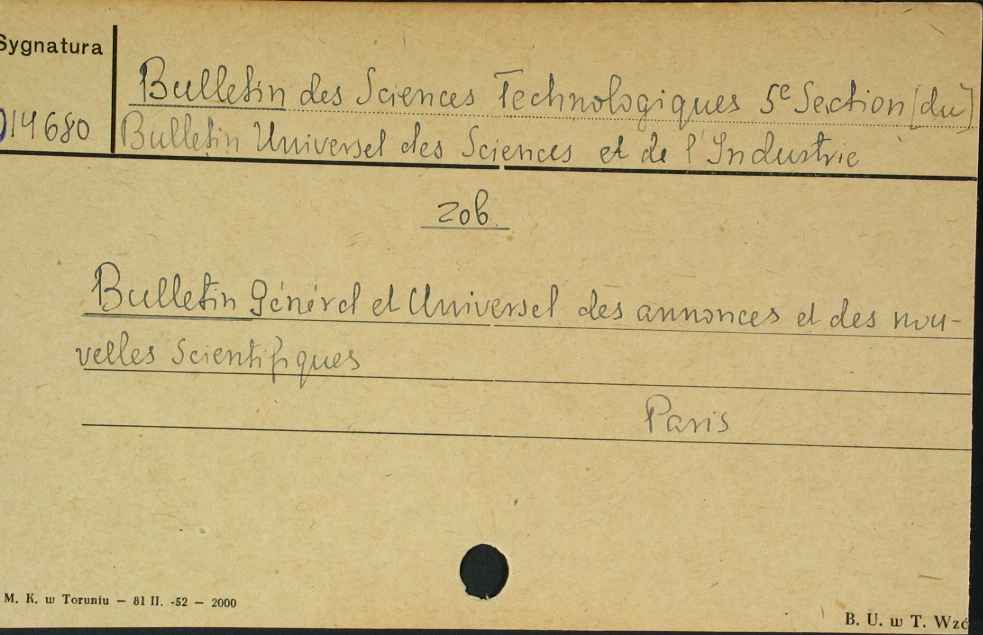 Sygnatura
Bulletin des Sciences Technologiques 5e Section [du]
014680
Bulletin Universel des Sciences et de l'Industrie
zob.
Bulletin Général et Universel des annonces et des nou-
velles Scientifiques
Paris
M. K. w Toruniu — 81 II. -52 — 2000
B. U. w T. Wzó